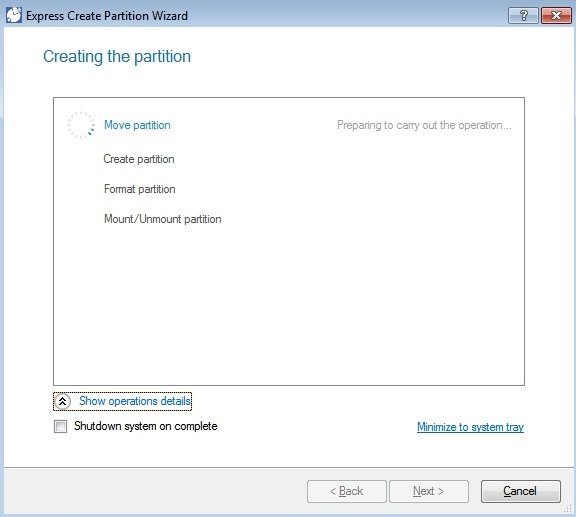 Express Create Partition Wizard
?
Creating the partition
Move partition
Preparing to carry out the operation...
Create partition
Format partition
Mount/Unmount partition
Show operations details
Shutdown system on complete
Minimize to system tray
< Back
Next >
Cancel